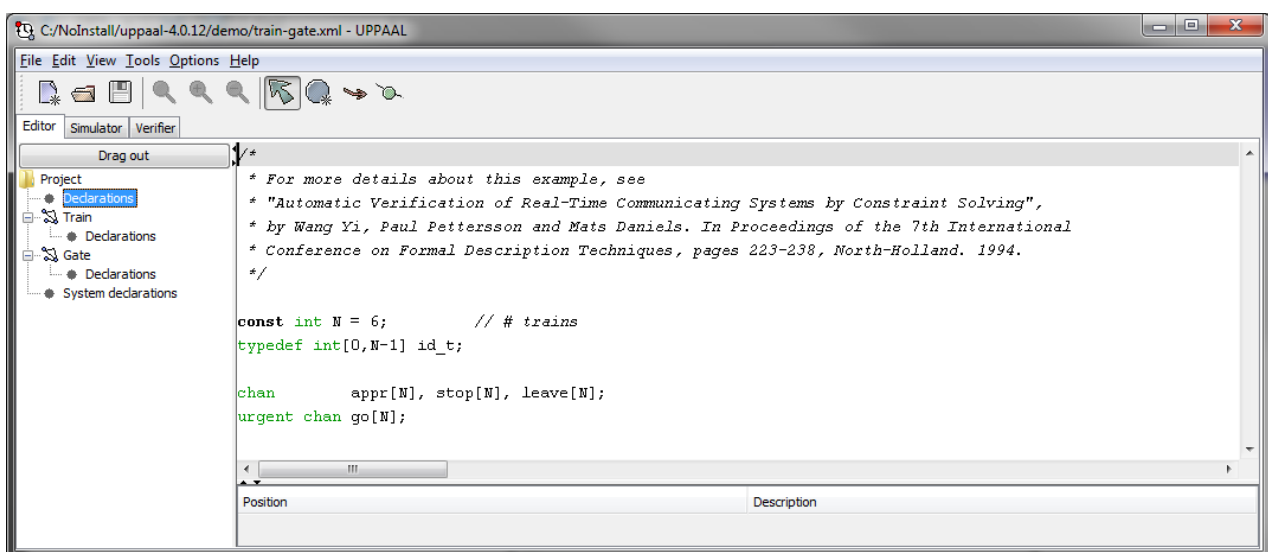 C:/NoInstall/uppaal-4.0.12/demo/train-gate.xml - UPPAAL
File Edit View Tools Options Help
Editor Simulator Verifier
Drag out
Project
Declarations
Train
Declarations
Gate
Declarations
System declarations
/*
* For more details about this example, see
* "Automatic Verification of Real-Time Communicating Systems by Constraint Solving",
* by Wang Yi, Paul Pettersson and Mats Daniels. In Proceedings of the 7th International
* Conference on Formal Description Techniques, pages 223-238, North-Holland. 1994.
*/
const int N = 6; // # trains
typedef int[0,N-1] id_t;
chan appr[N], stop[N], leave[N];
urgent chan go[N];
Position Description